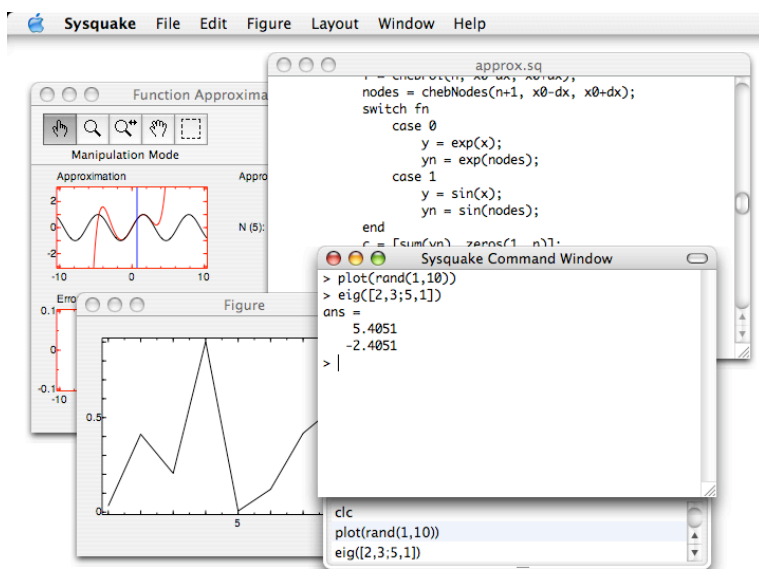 Sysquake File Edit Figure Layout Window Help
approx.sq
nodes = chebNodes(n+1, x0-dx, x0+dx);
switch fn
case 0
y = exp(x);
yn = exp(nodes);
case 1
y = sin(x);
yn = sin(nodes);
end
c = [sum(yn), zeros(1, n)];
Function Approxima
Manipulation Mode
Approximation
Appro
2
0
-2
-10 0 10
N (5):
Erro
0.1
0
-0.1
-10
Figure
0.5
0
5
Sysquake Command Window
> plot(rand(1,10))
> eig([2,3;5,1])
ans =
5.4051
-2.4051
>
clc
plot(rand(1,10))
eig([2,3;5,1])